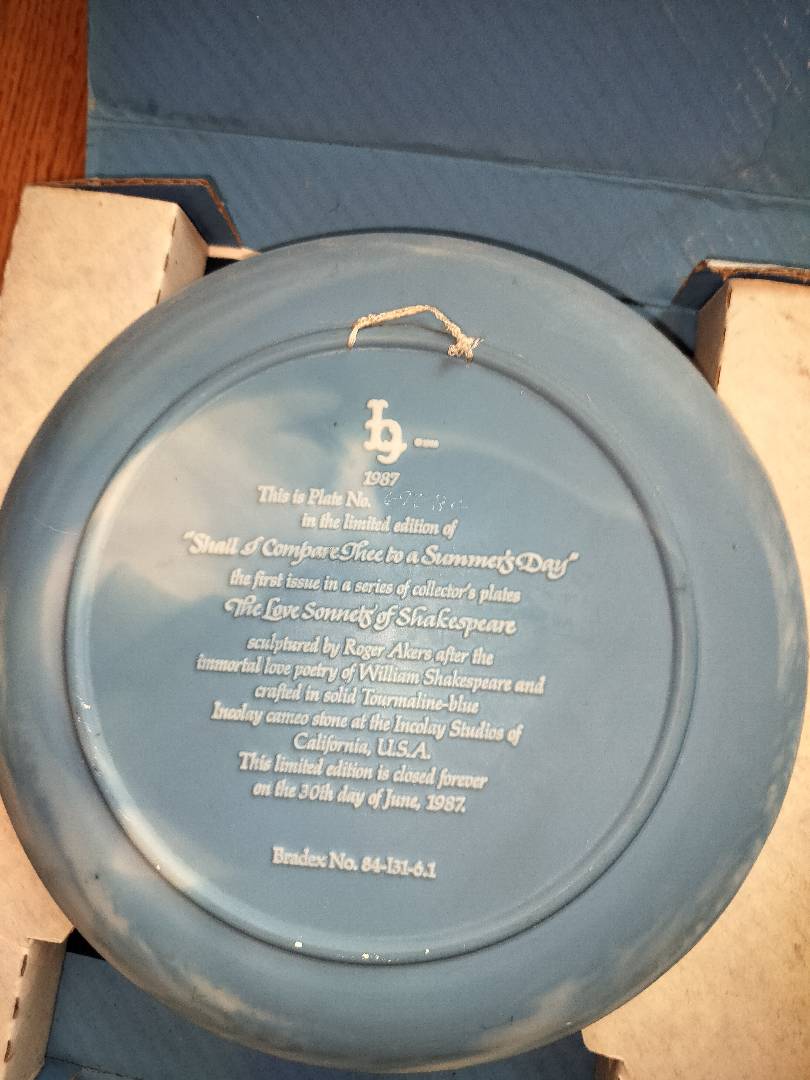 1987
This is Plate No.
in the limited edition of
"Shall I Compare Thee to a Summer's Day"
the first issue in a series of collector's plates
The Love Sonnets of Shakespeare
sculptured by Roger Akers after the
immortal love poetry of William Shakespeare and
crafted in solid Tourmaline-blue
Incolay cameo stone at the Incolay Studios of
California, U.S.A.
This limited edition is closed forever
on the 30th day of June, 1987.
Bradex No. 84-I31-6.1